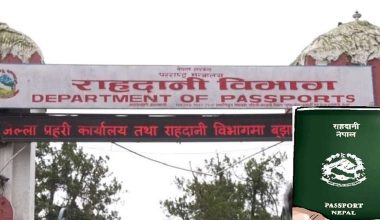 नेपाल सरकार
परराष्ट्र मन्त्रालय
राहदानी विभाग
DEPARTMENT OF PASSPORTS
जिल्ला प्रहरी कार्यालय तथा राहदानी विभागमा बुझा
राहदानी
नेपाल
PASSPORT
NEPAL